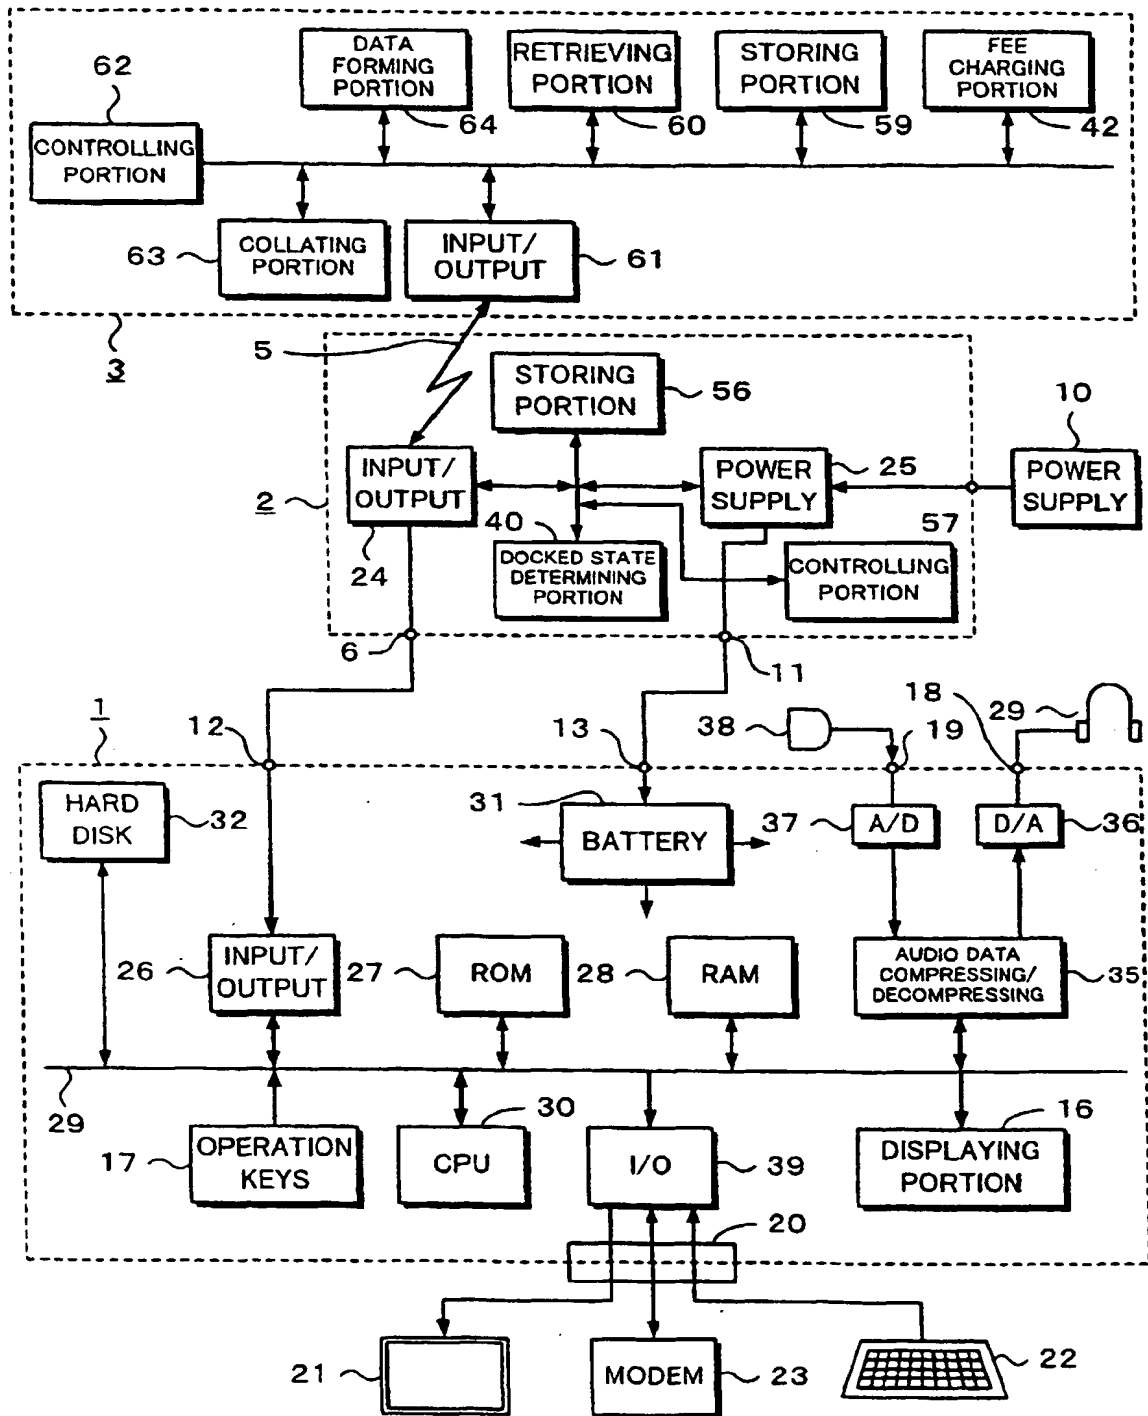 62
DATA
FORMING
PORTION
64
RETRIEVING
PORTION
60
STORING
PORTION
59
FEE
CHARGING
PORTION
42
CONTROLLING
PORTION
63
COLLATING
PORTION
INPUT/
OUTPUT
61
3
5
STORING
PORTION
56
10
INPUT/
OUTPUT
2
24
POWER
SUPPLY
25
POWER
SUPPLY
40
DOCKED STATE
DETERMINING
PORTION
57
CONTROLLING
PORTION
6
11
1
12
13
38
19
18
29
HARD
DISK
32
31
BATTERY
37
A/D
D/A
36
26
INPUT/
OUTPUT
27
ROM
28
RAM
AUDIO DATA
COMPRESSING/
DECOMPRESSING
35
29
17
OPERATION
KEYS
30
CPU
I/O
39
16
DISPLAYING
PORTION
20
21
MODEM
23
22